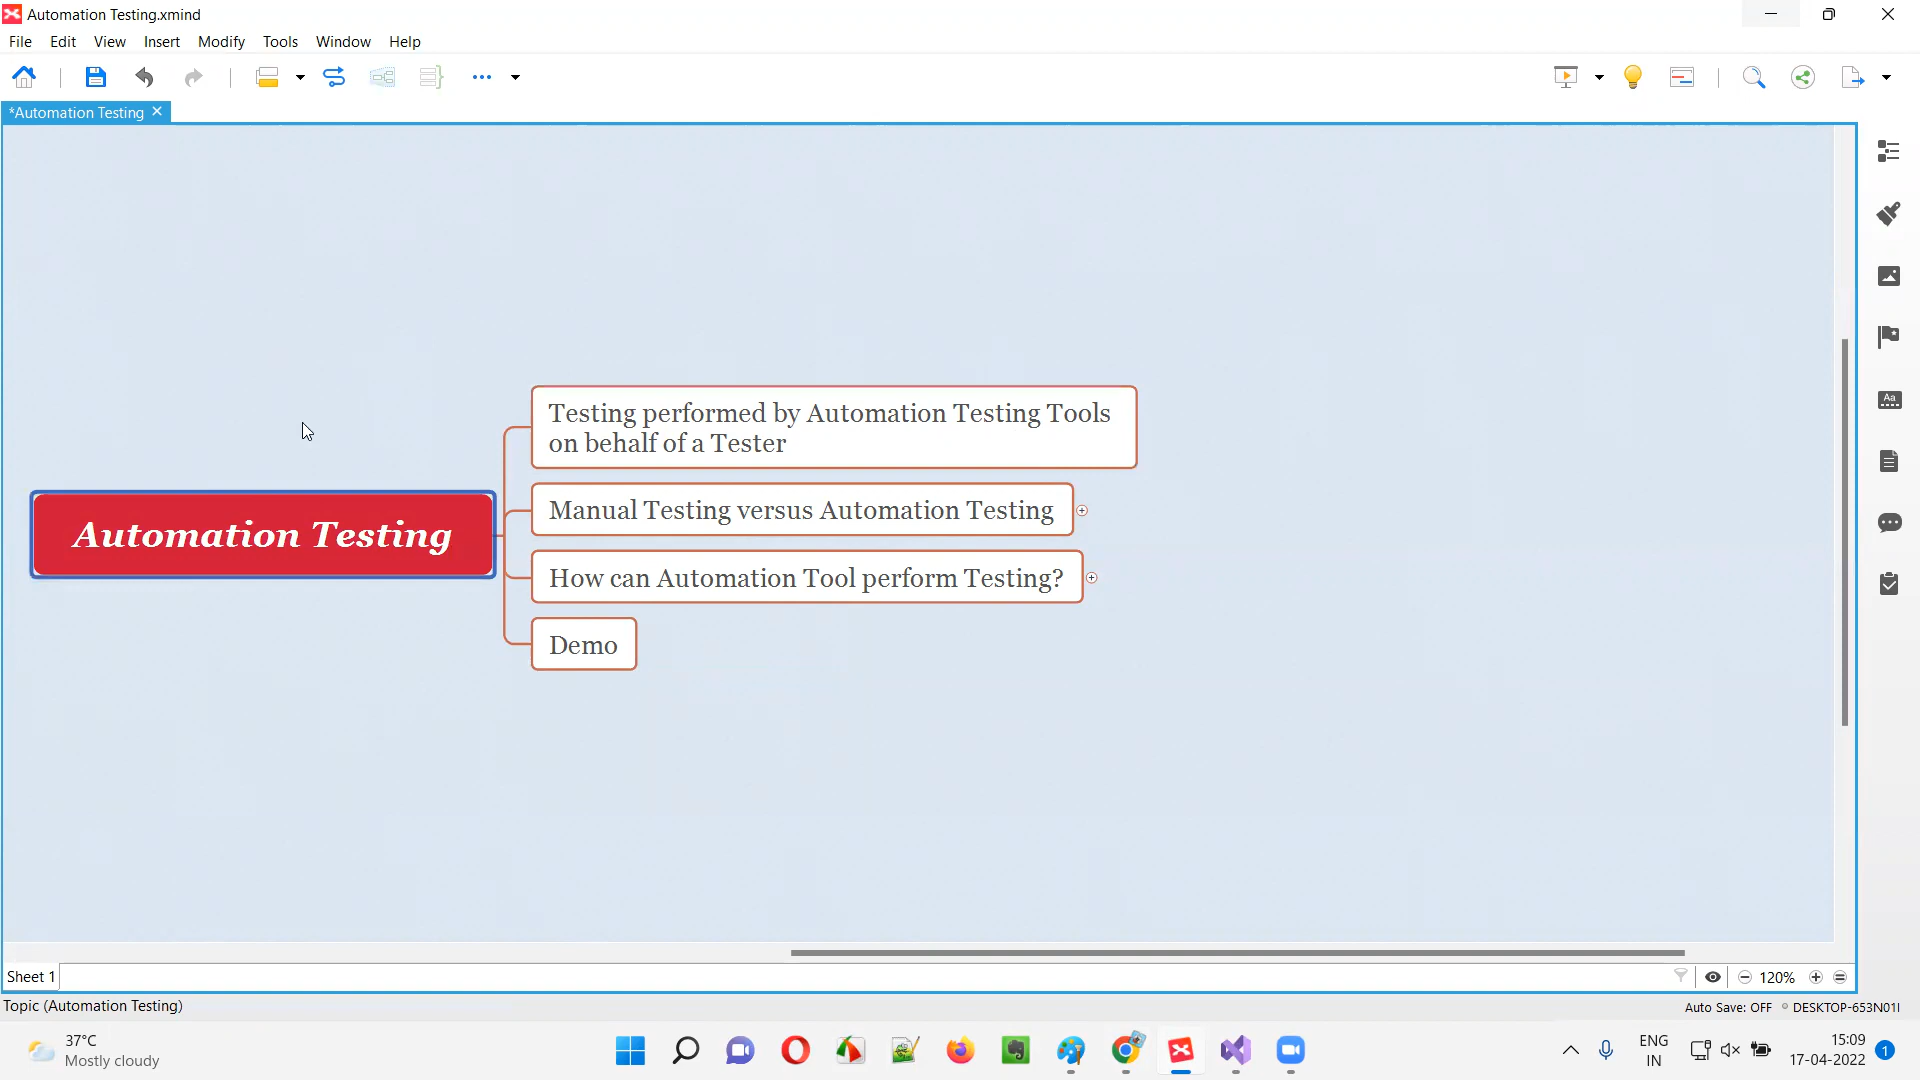 Automation Testing.xmind
File Edit View Insert Modify Tools Window Help
*Automation Testing
Testing performed by Automation Testing Tools
on behalf of a Tester
Manual Testing versus Automation Testing
Automation Testing
How can Automation Tool perform Testing?
Demo
Aa
Sheet 1
120%
Topic (Automation Testing)
Auto Save: OFF DESKTOP-653N01I
37°C
Mostly cloudy
ENG
IN
15:09
17-04-2022
1